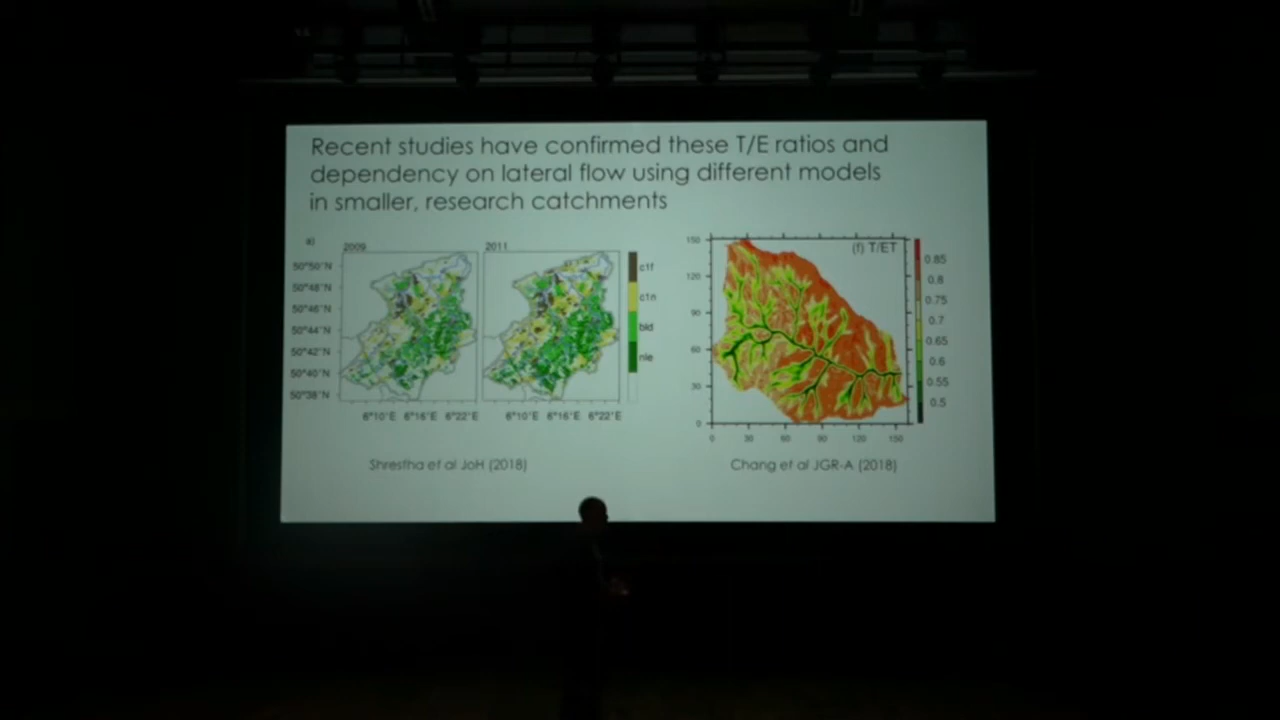 Recent studies have confirmed these T/E ratios and
dependency on lateral flow using different models
in smaller, research catchments
a)
2009
2011
50°50'N
50°48'N
50°46'N
50°44'N
50°42'N
50°40'N
50°38'N
6°10'E 6°16'E 6°22'E
6°10'E 6°16'E 6°22'E
c1f
c1n
bld
nle
Shrestha et al JoH (2018)
(f) T/ET
150
120
90
60
30
0
0 30 60 90 120 150
0.85
0.8
0.75
0.7
0.65
0.6
0.55
0.5
Chang et al JGR-A (2018)